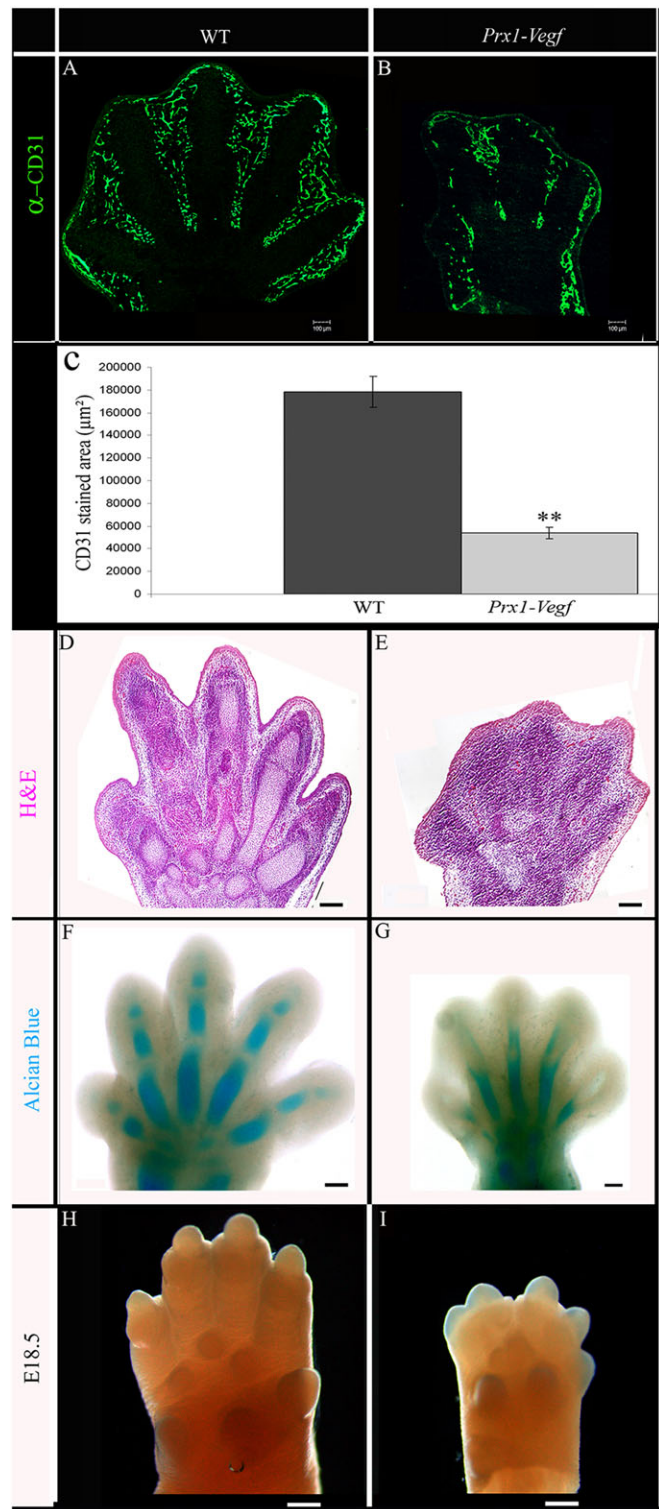 WT
Prx1-Vegf
α-CD31
A
B
100 µm
100 µm
C
CD31 stained area (µm²)
200000
180000
160000
140000
120000
100000
80000
60000
40000
20000
0
**
WT
Prx1-Vegf
H&E
D
E
Alcian Blue
F
G
E18.5
H
I